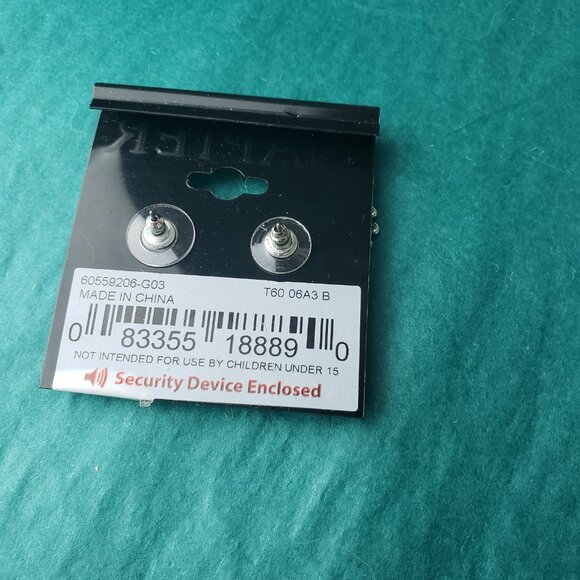 60559206-G03 T60 06A3 B
MADE IN CHINA
0 83355 18889 0
NOT INTENDED FOR USE BY CHILDREN UNDER 15
Security Device Enclosed